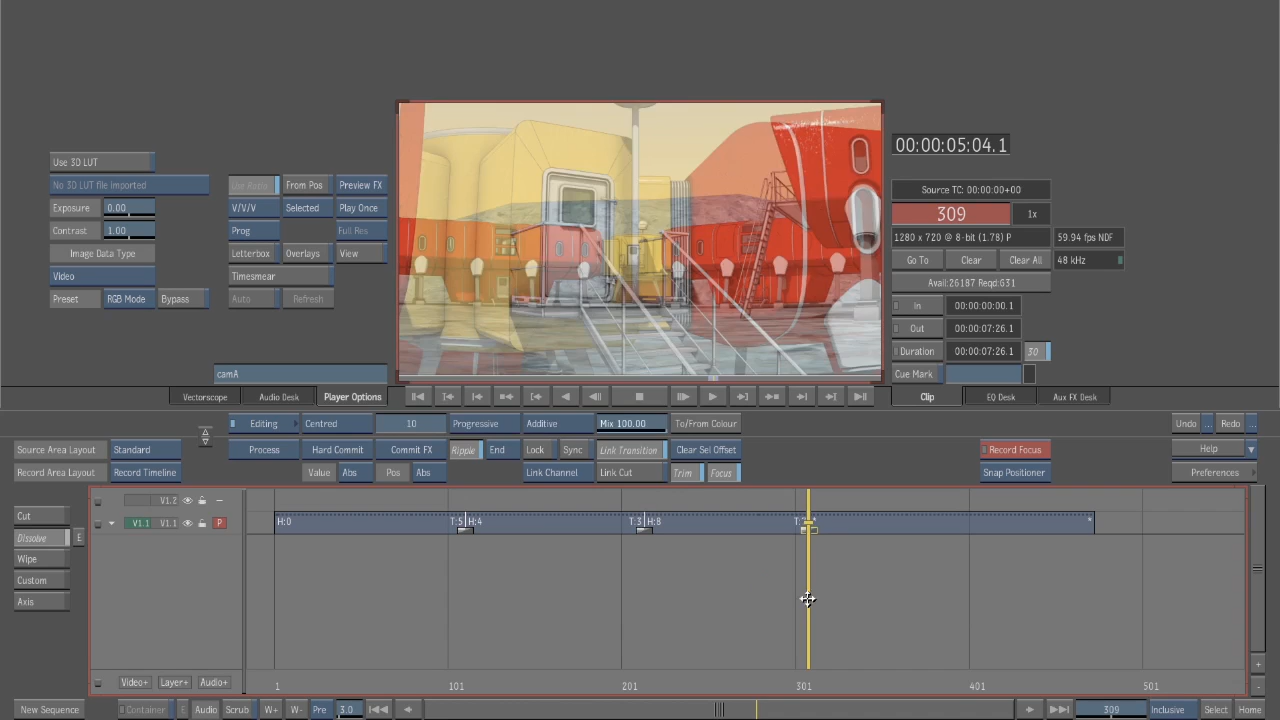 00:00:05:04.1
Use 3D LUT
No 3D LUT file imported
Use Ratio From Pos Preview FX
Source TC: 00:00:00+00
Exposure 0.00
V/V/V Selected Play Once
309 1x
Contrast 1.00
Prog Full Res
1280 x 720 @ 8-bit (1.78) P 59.94 fps NDF
Image Data Type
Letterbox Overlays View
Go To Clear Clear All 48 kHz
Video
Timesmear
Avail:26187 Reqd:631
Preset RGB Mode Bypass
Auto Refresh
In 00:00:00:00.1
Out 00:00:07:26.1
Duration 00:00:07:26.1 30
camA
Cue Mark
Vectorscope Audio Desk Player Options
Clip EQ Desk Aux FX Desk
Editing Centred 10 Progressive Additive Mix 100.00 To/From Colour
Undo ... Redo ...
Source Area Layout Standard
Process Hard Commit Commit FX Ripple End Lock Sync Link Transition Clear Sel Offset
Record Focus
Help
Record Area Layout Record Timeline
Value Abs Pos Abs Link Channel Link Cut Trim Focus
Snap Positioner
Preferences
V1.2
Cut
V1.1 V1.1 P
H:0 T:5 H:4 T:3 H:8
Dissolve E
Wipe
Custom
Axis
Video+ Layer+ Audio+
1 101 201 301 401 501
+
-
New Sequence Container E Audio Scrub W+ W- Pre 3.0
309 Inclusive Select Home